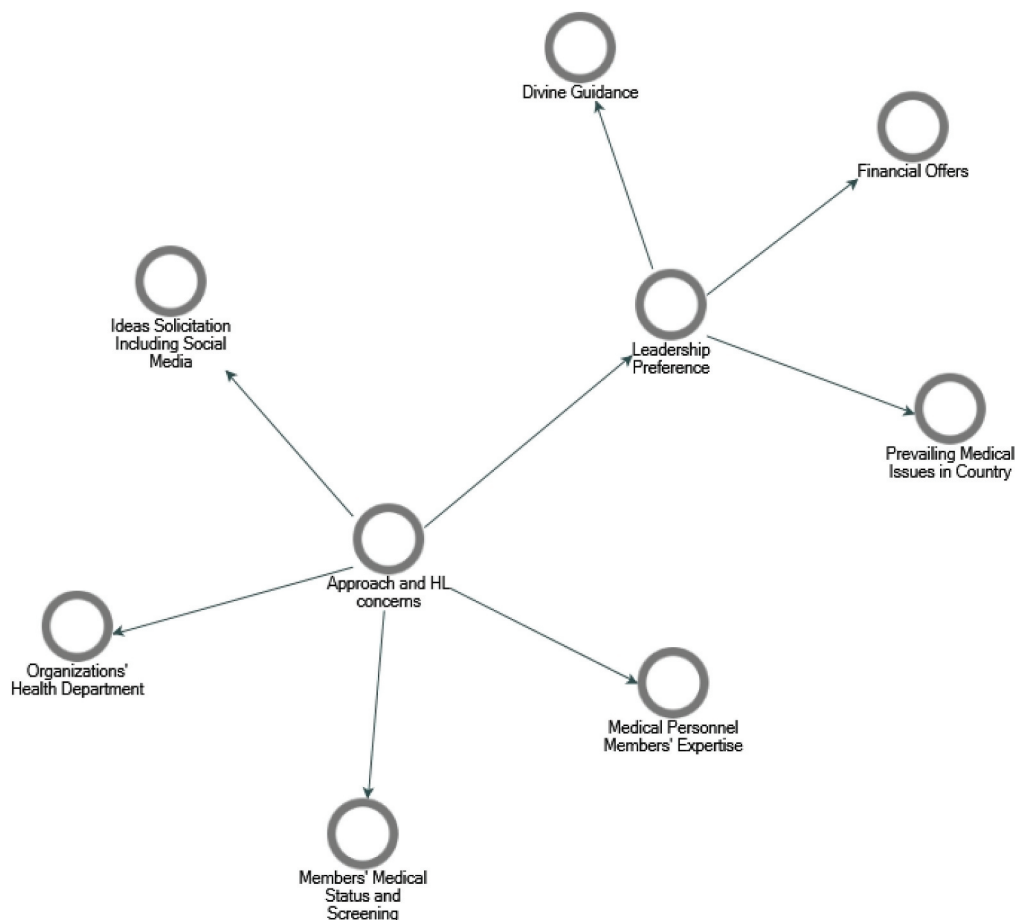 Divine Guidance
Financial Offers
Ideas Solicitation
Including Social
Media
Leadership
Preference
Prevailing Medical
Issues in Country
Approach and HL
concerns
Organizations'
Health Department
Medical Personnel
Members' Expertise
Members' Medical
Status and
Screening